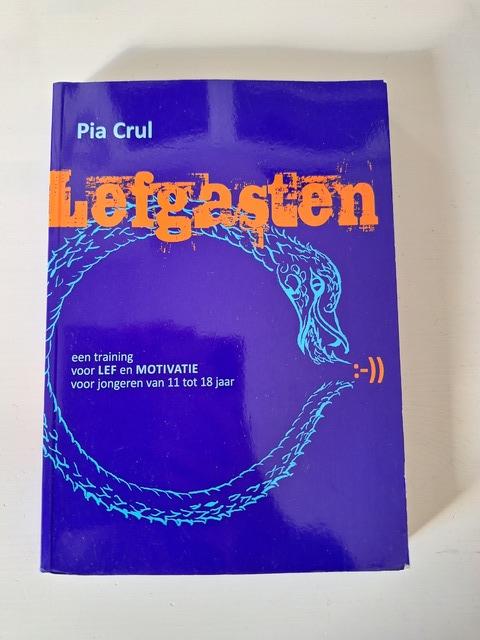 Pia Crul
Lefgasten
een training
voor LEF en MOTIVATIE
voor jongeren van 11 tot 18 jaar
:-))